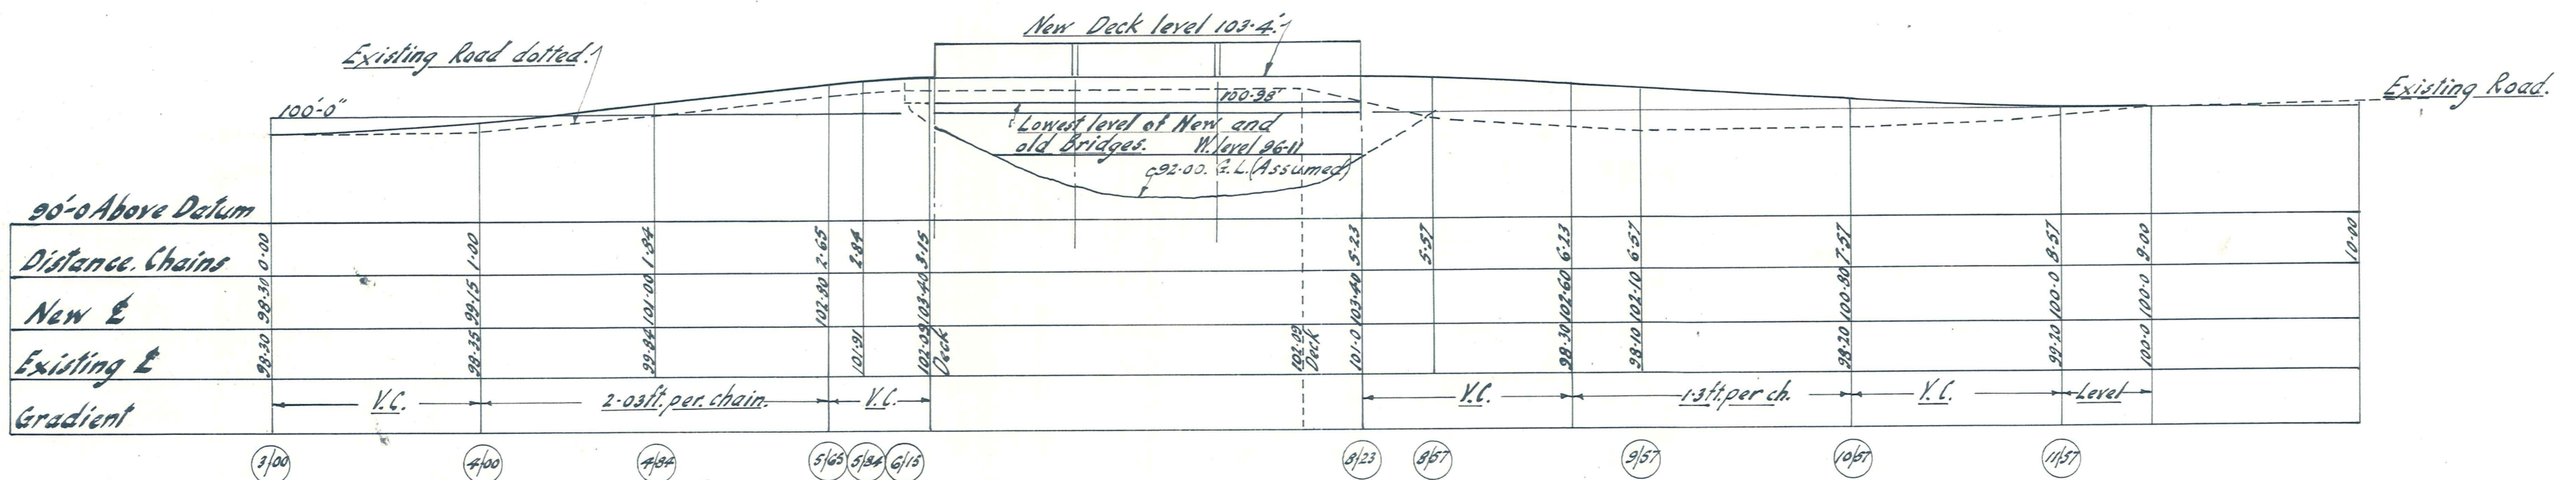 New Deck level 103·4'
Existing Road dotted.
Existing Road.
100'-0"
100·98'
Lowest level of New and
old Bridges. W. level 96·11
92·00. G.L. (Assumed)
90'-0 Above Datum
Distance. Chains 0·00 1·00 1·84 2·65 2·84 3·15 5·23 5·57 6·23 6·57 7·57 8·57 9·00 10·00
New ℄ 98·30 99·15 101·00 102·80 103·40 103·40 102·60 102·10 100·80 100·0 100·0
Existing ℄ 98·30 98·35 99·84 101·91 102·09 Deck 102·09 Deck 101·0 98·30 98·10 98·20 99·20 100·0
Gradient V.C. 2·03ft. per. chain. V.C. V.C. 1·3ft. per ch. V.C. Level
3/00 4/00 4/84 5/65 5/84 6/15 8/23 8/57 9/57 10/57 11/57